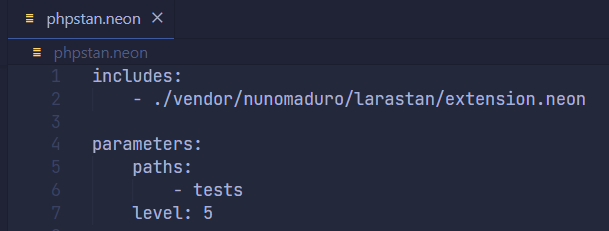 phpstan.neon
phpstan.neon
1 includes:
2     - ./vendor/nunomaduro/larastan/extension.neon
3
4 parameters:
5     paths:
6         - tests
7     level: 5